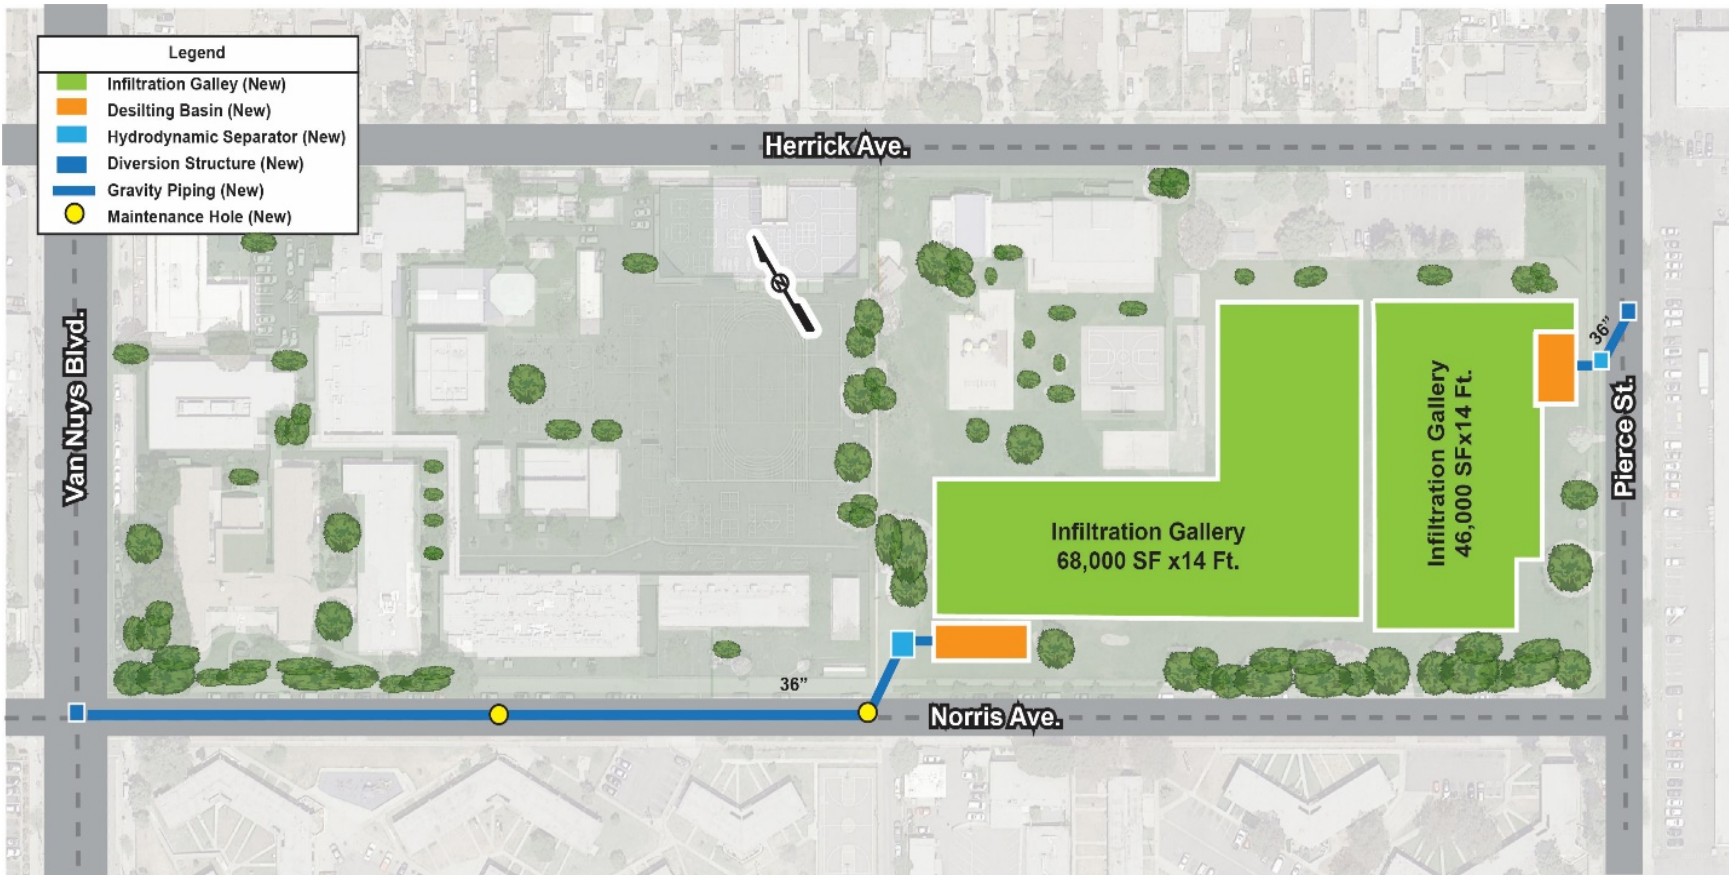 Legend
Infiltration Galley (New)
Desilting Basin (New)
Hydrodynamic Separator (New)
Diversion Structure (New)
Gravity Piping (New)
Maintenance Hole (New)
Herrick Ave.
N
Van Nuys Blvd.
36”
Pierce St.
Infiltration Gallery
46,000 SFx14 Ft.
Infiltration Gallery
68,000 SF x14 Ft.
36”
Norris Ave.